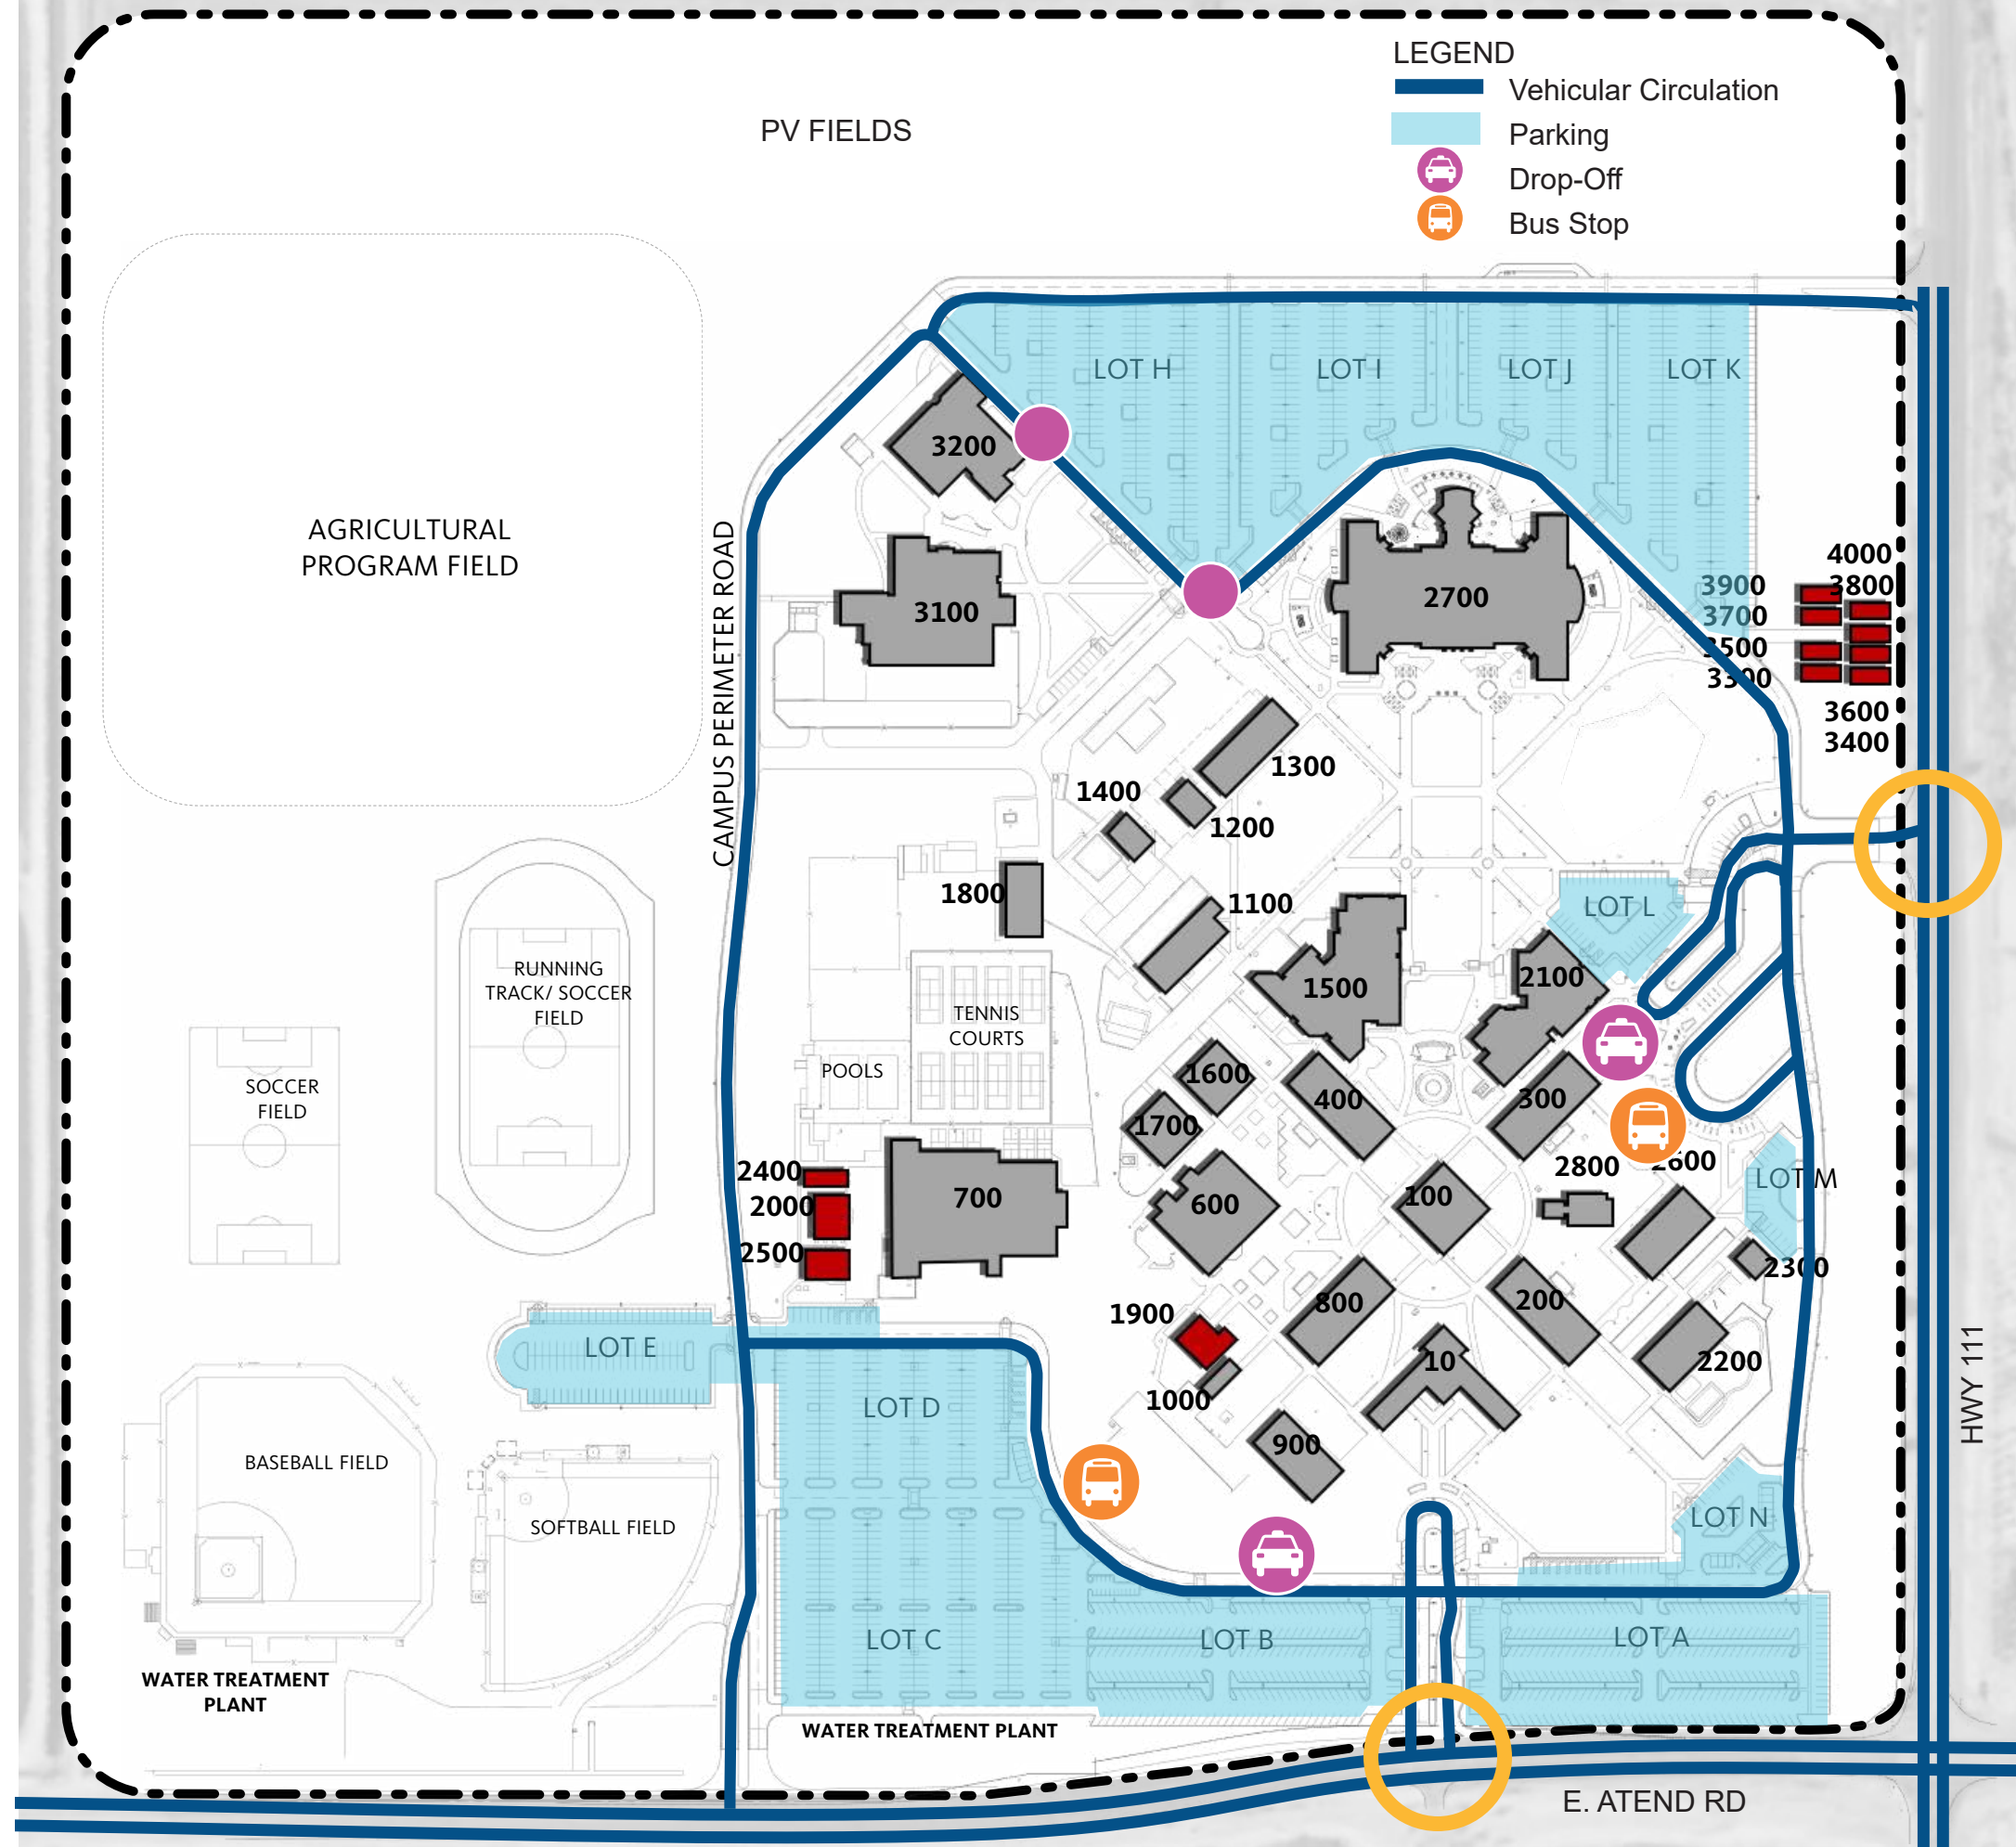 LEGEND
Vehicular Circulation
Parking
Drop-Off
Bus Stop
PV FIELDS
LOT H
LOT I
LOT J
LOT K
3200
AGRICULTURAL
PROGRAM FIELD
CAMPUS PERIMETER ROAD
3100
2700
4000
3900
3800
3700
3500
3300
3600
3400
1300
1400
1200
1800
1100
LOT L
RUNNING
TRACK/ SOCCER
FIELD
TENNIS
COURTS
1500
2100
SOCCER
FIELD
POOLS
1600
400
300
1700
2800
2600
LOT M
2400
2000
2500
700
600
100
2300
1900
800
200
LOT E
10
2200
1000
LOT D
900
HWY 111
BASEBALL FIELD
SOFTBALL FIELD
LOT N
LOT C
LOT B
LOT A
WATER TREATMENT
PLANT
WATER TREATMENT PLANT
E. ATEND RD